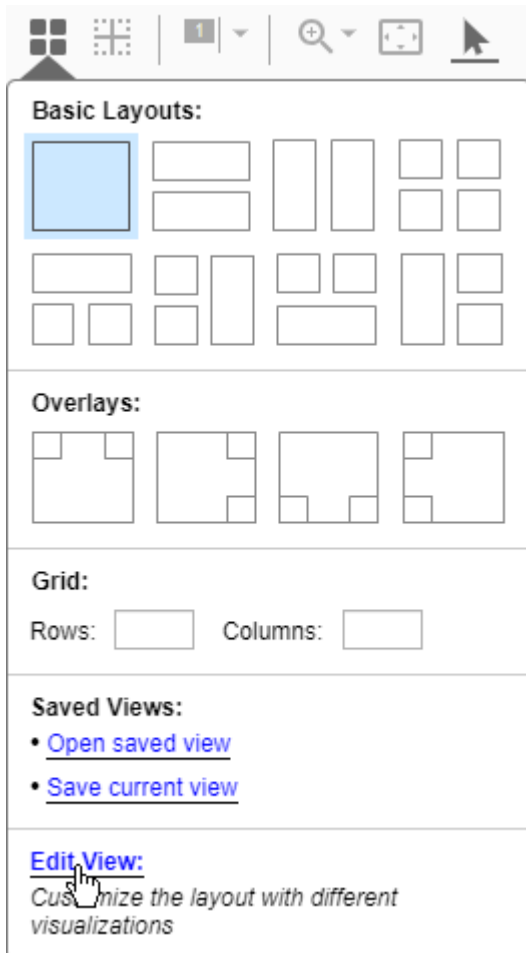 1
Basic Layouts:
Overlays:
Grid:
Rows: Columns:
Saved Views:
• Open saved view
• Save current view
Edit View:
Customize the layout with different
visualizations